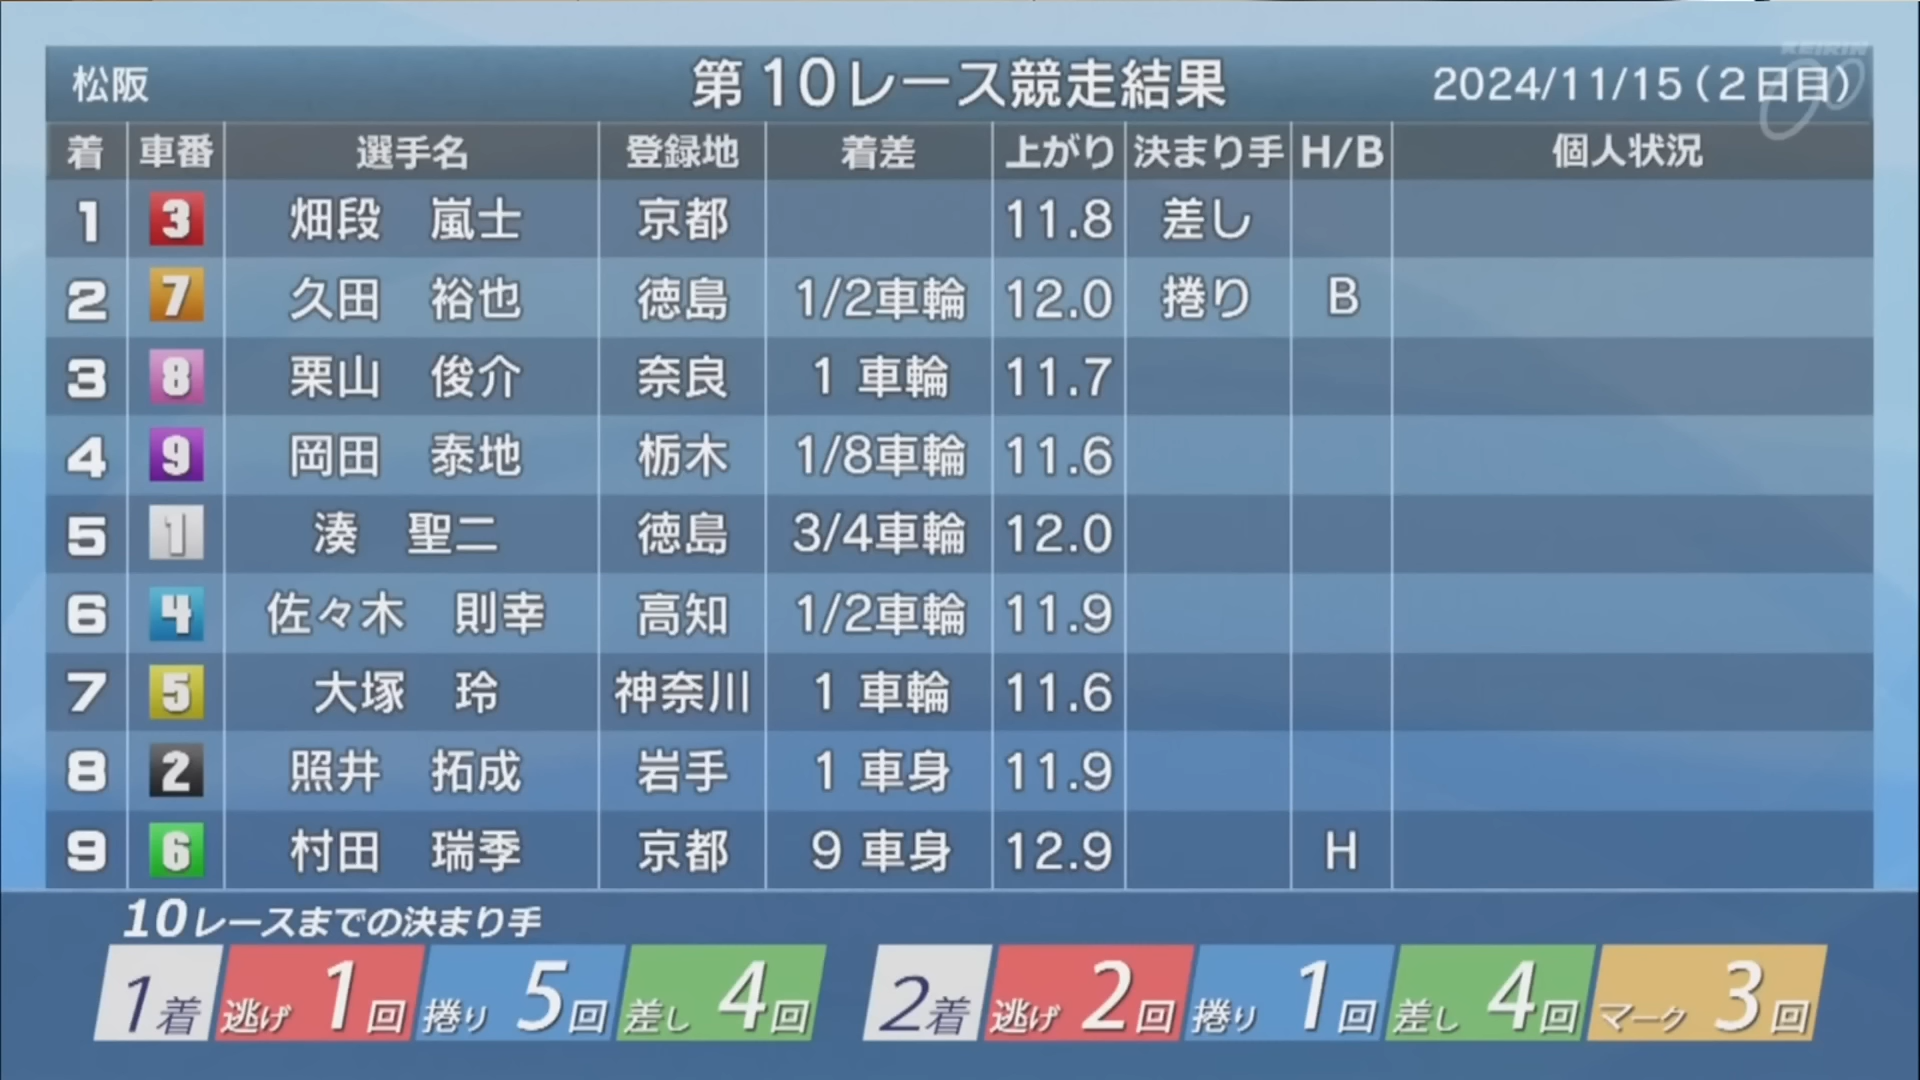 KEIRIN
松阪 第10レース競走結果 2024/11/15(2日目)
着 車番 選手名 登録地 着差 上がり 決まり手 H/B 個人状況
1 3 畑段 嵐士 京都 11.8 差し
2 7 久田 裕也 徳島 1/2車輪 12.0 捲り B
3 8 栗山 俊介 奈良 1 車輪 11.7
4 9 岡田 泰地 栃木 1/8車輪 11.6
5 1 湊 聖二 徳島 3/4車輪 12.0
6 4 佐々木 則幸 高知 1/2車輪 11.9
7 5 大塚 玲 神奈川 1 車輪 11.6
8 2 照井 拓成 岩手 1 車身 11.9
9 6 村田 瑞季 京都 9 車身 12.9 H
10レースまでの決まり手
1着 逃げ 1回 捲り 5回 差し 4回 2着 逃げ 2回 捲り 1回 差し 4回 マーク 3回